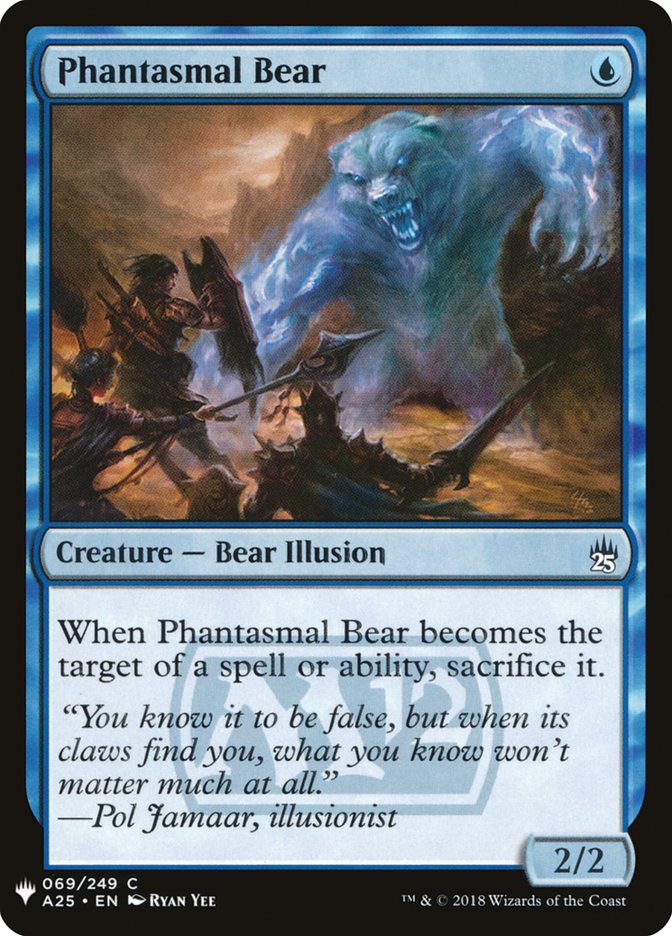 Phantasmal Bear
Creature — Bear Illusion
25
When Phantasmal Bear becomes the
target of a spell or ability, sacrifice it.
M12
“You know it to be false, but when its
claws find you, what you know won’t
matter much at all.”
—Pol Jamaar, illusionist
2/2
069/249 C
A25 • EN Ryan Yee
™ & © 2018 Wizards of the Coast